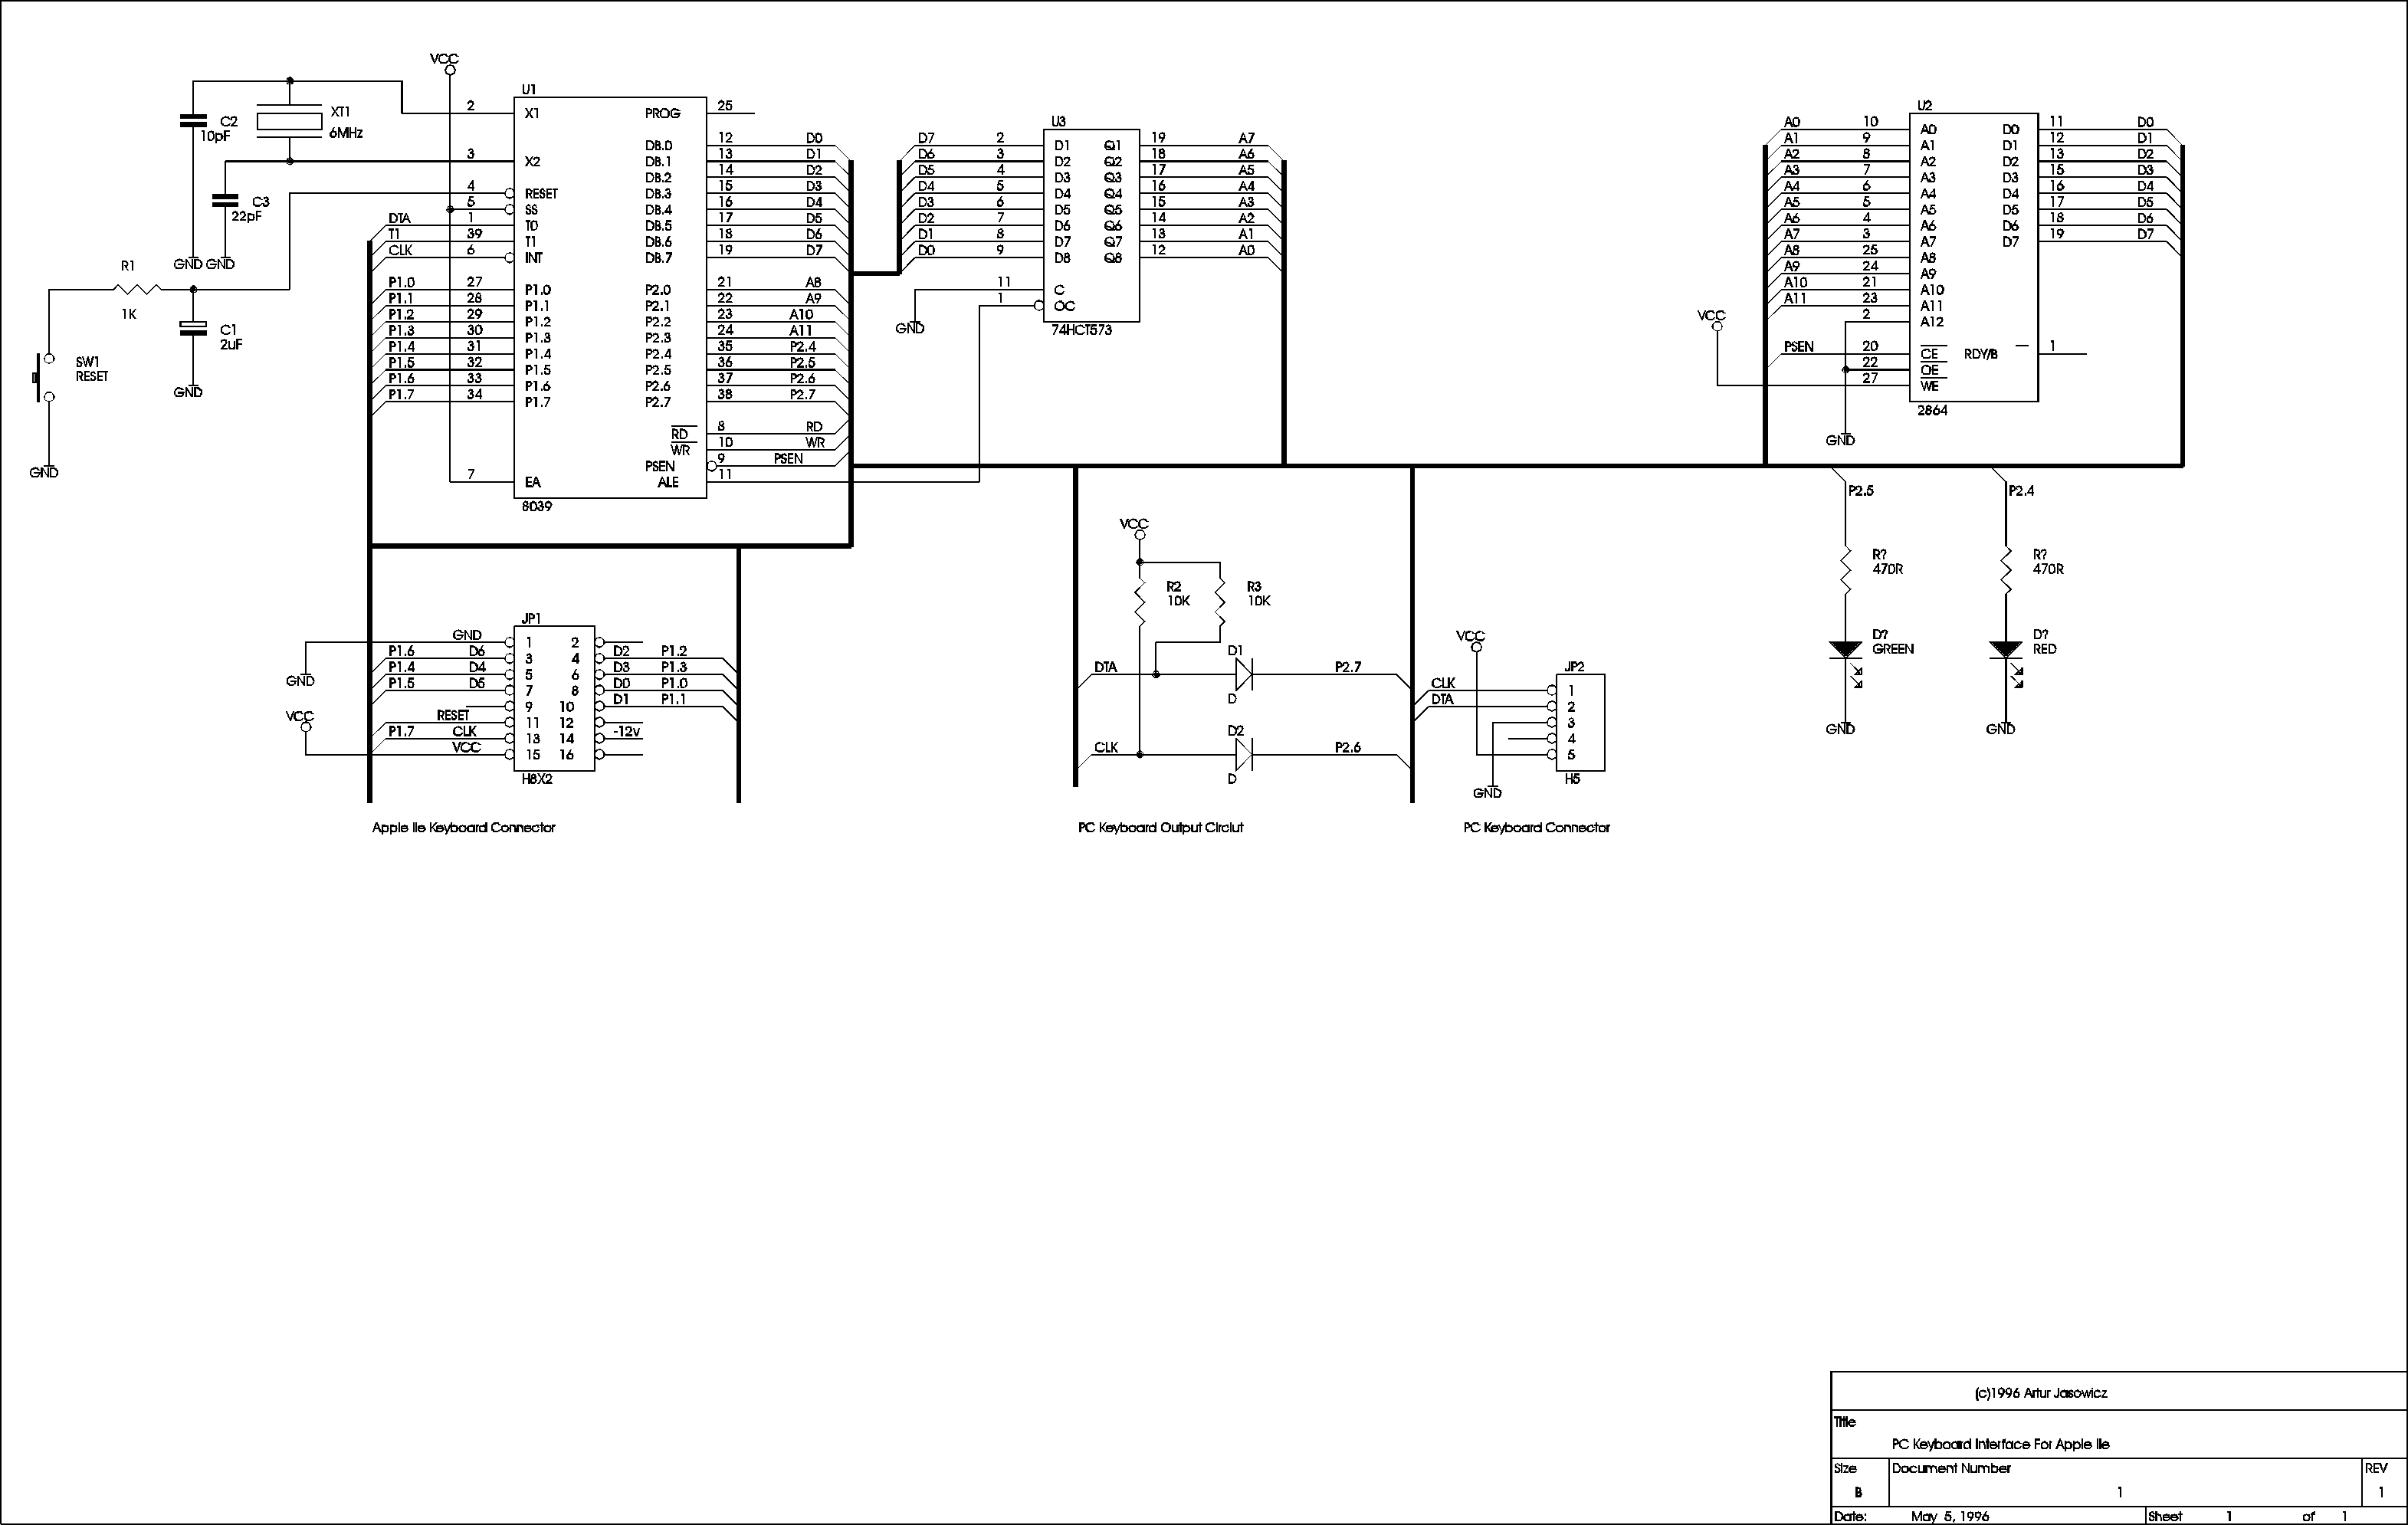 VCC
U1
2 X1 PROG 25
XT1
6MHz
C2
10pF
3 X2
DB.0 12 D0
DB.1 13 D1
DB.2 14 D2
4 RESET DB.3 15 D3
5 SS DB.4 16 D4
DTA 1 T0 DB.5 17 D5
T1 39 T1 DB.6 18 D6
CLK 6 INT DB.7 19 D7
C3
22pF
GND GND
R1
1K
C1
2uF
GND
SW1
RESET
GND
P1.0 27 P1.0 P2.0 21 A8
P1.1 28 P1.1 P2.1 22 A9
P1.2 29 P1.2 P2.2 23 A10
P1.3 30 P1.3 P2.3 24 A11
P1.4 31 P1.4 P2.4 35 P2.4
P1.5 32 P1.5 P2.5 36 P2.5
P1.6 33 P1.6 P2.6 37 P2.6
P1.7 34 P1.7 P2.7 38 P2.7
RD 8 RD
WR 10 WR
PSEN 9 PSEN
7 EA ALE 11
8039
U3
D7 2 D1 Q1 19 A7
D6 3 D2 Q2 18 A6
D5 4 D3 Q3 17 A5
D4 5 D4 Q4 16 A4
D3 6 D5 Q5 15 A3
D2 7 D6 Q6 14 A2
D1 8 D7 Q7 13 A1
D0 9 D8 Q8 12 A0
11 C
1 OC
GND
74HCT573
U2
A0 10 A0 D0 11 D0
A1 9 A1 D1 12 D1
A2 8 A2 D2 13 D2
A3 7 A3 D3 15 D3
A4 6 A4 D4 16 D4
A5 5 A5 D5 17 D5
A6 4 A6 D6 18 D6
A7 3 A7 D7 19 D7
A8 25 A8
A9 24 A9
A10 21 A10
A11 23 A11
2 A12
VCC
PSEN 20 CE RDY/B 1
22 OE
27 WE
2864
GND
P2.5
P2.4
R?
470R
R?
470R
D?
GREEN
D?
RED
GND
GND
JP1
GND 1 2
P1.6 D6 3 4 D2 P1.2
P1.4 D4 5 6 D3 P1.3
P1.5 D5 7 8 D0 P1.0
9 10 D1 P1.1
RESET 11 12
P1.7 CLK 13 14 -12v
VCC 15 16
GND
VCC
H8X2
Apple IIe Keyboard Connector
VCC
R2
10K
R3
10K
DTA D1 P2.7
D
CLK D2 P2.6
D
PC Keyboard Output Circiut
VCC
JP2
CLK 1
DTA 2
3
4
5
GND
H5
PC Keyboard Connector
(c)1996 Artur Jasowicz
Title
PC Keyboard Interface For Apple IIe
Size Document Number REV
B 1 1
Date: May 5, 1996 Sheet 1 of 1